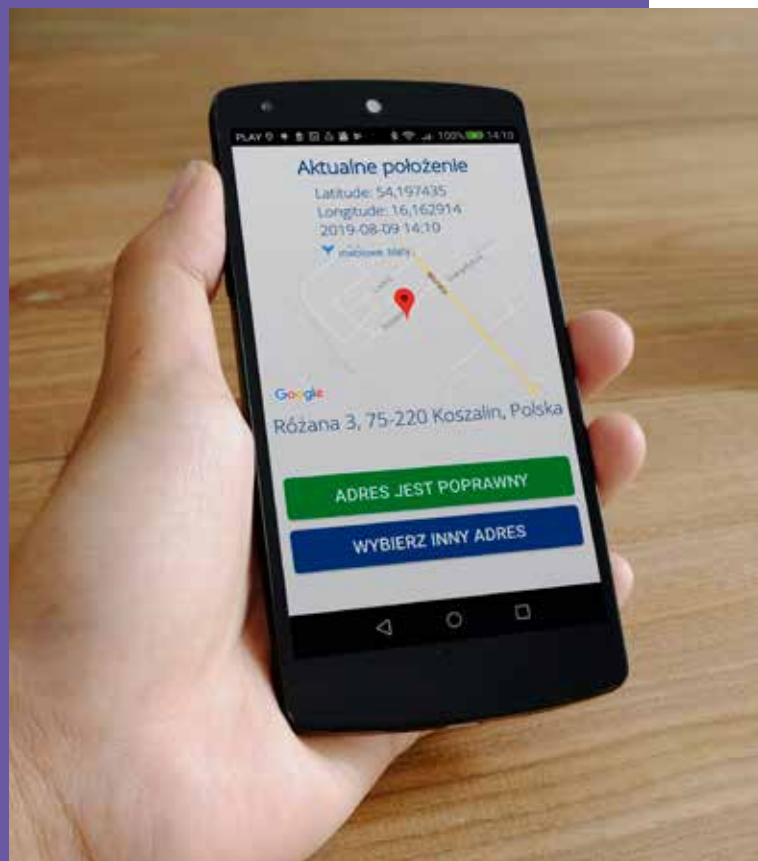 PLAY 100% 14:10
Aktualne położenie
Latitude: 54,197435
Longitude: 16,162914
2019-08-09 14:10
Google
Różana 3, 75-220 Koszalin, Polska
ADRES JEST POPRAWNY
WYBIERZ INNY ADRES